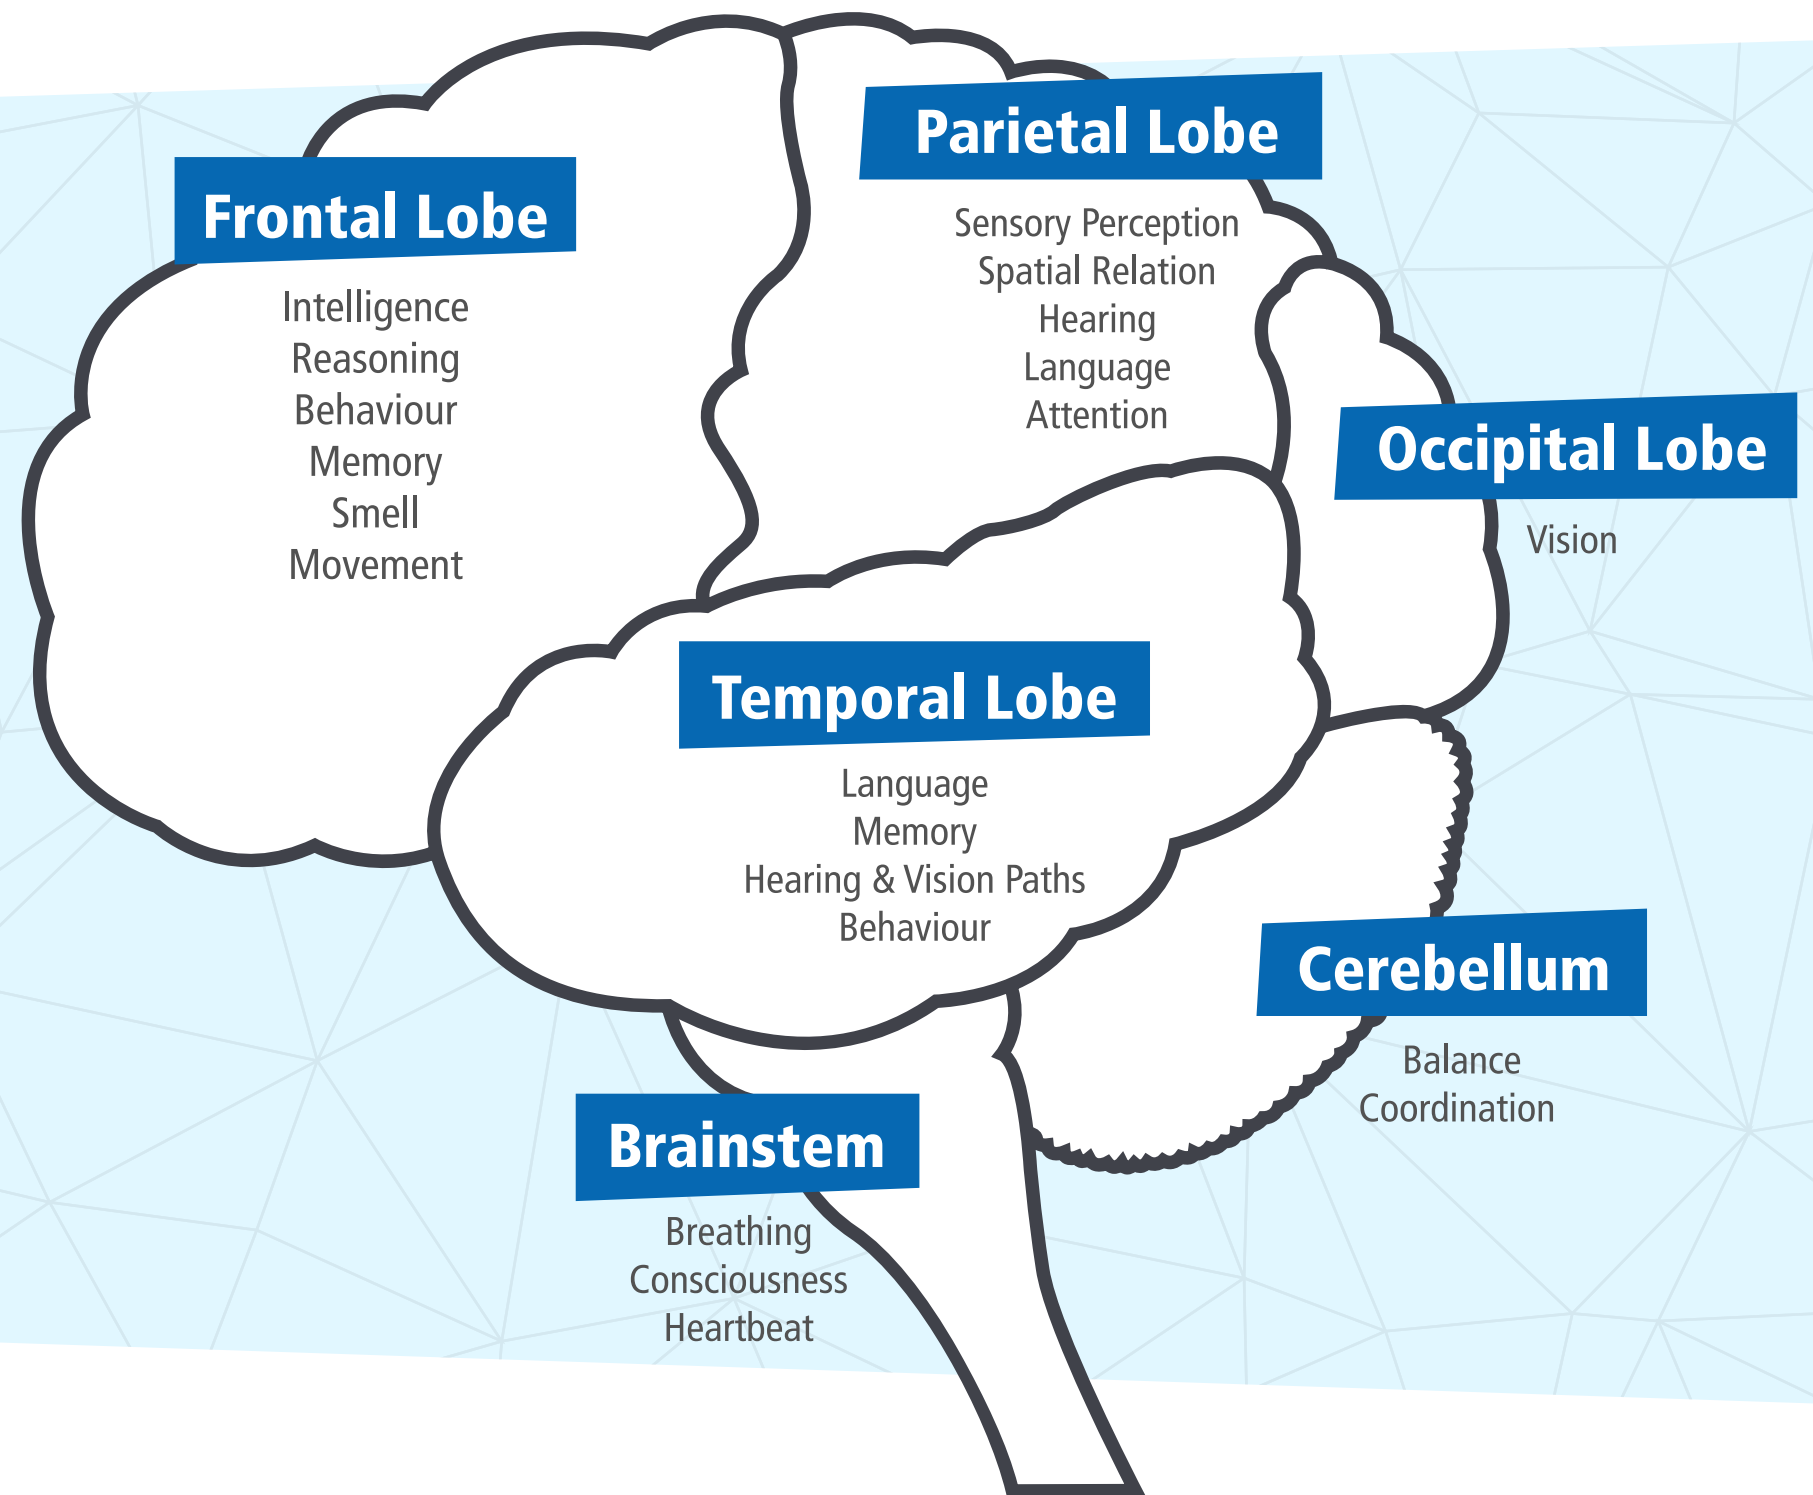 Frontal Lobe
Intelligence
Reasoning
Behaviour
Memory
Smell
Movement
Parietal Lobe
Sensory Perception
Spatial Relation
Hearing
Language
Attention
Occipital Lobe
Vision
Temporal Lobe
Language
Memory
Hearing & Vision Paths
Behaviour
Cerebellum
Balance
Coordination
Brainstem
Breathing
Consciousness
Heartbeat